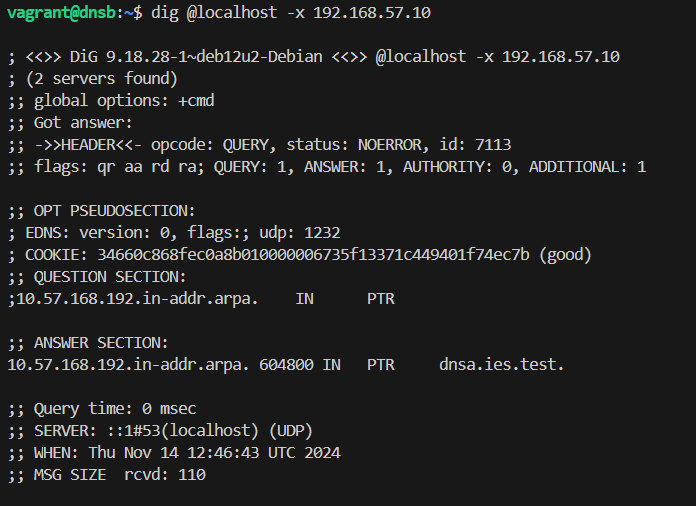 vagrant@dnsb:~$ dig @localhost -x 192.168.57.10
; <<>> DiG 9.18.28-1~deb12u2-Debian <<>> @localhost -x 192.168.57.10
; (2 servers found)
;; global options: +cmd
;; Got answer:
;; ->>HEADER<<- opcode: QUERY, status: NOERROR, id: 7113
;; flags: qr aa rd ra; QUERY: 1, ANSWER: 1, AUTHORITY: 0, ADDITIONAL: 1
;; OPT PSEUDOSECTION:
; EDNS: version: 0, flags:; udp: 1232
; COOKIE: 34660c868fec0a8b010000006735f13371c449401f74ec7b (good)
;; QUESTION SECTION:
;10.57.168.192.in-addr.arpa.    IN      PTR
;; ANSWER SECTION:
10.57.168.192.in-addr.arpa. 604800 IN   PTR     dnsa.ies.test.
;; Query time: 0 msec
;; SERVER: ::1#53(localhost) (UDP)
;; WHEN: Thu Nov 14 12:46:43 UTC 2024
;; MSG SIZE  rcvd: 110